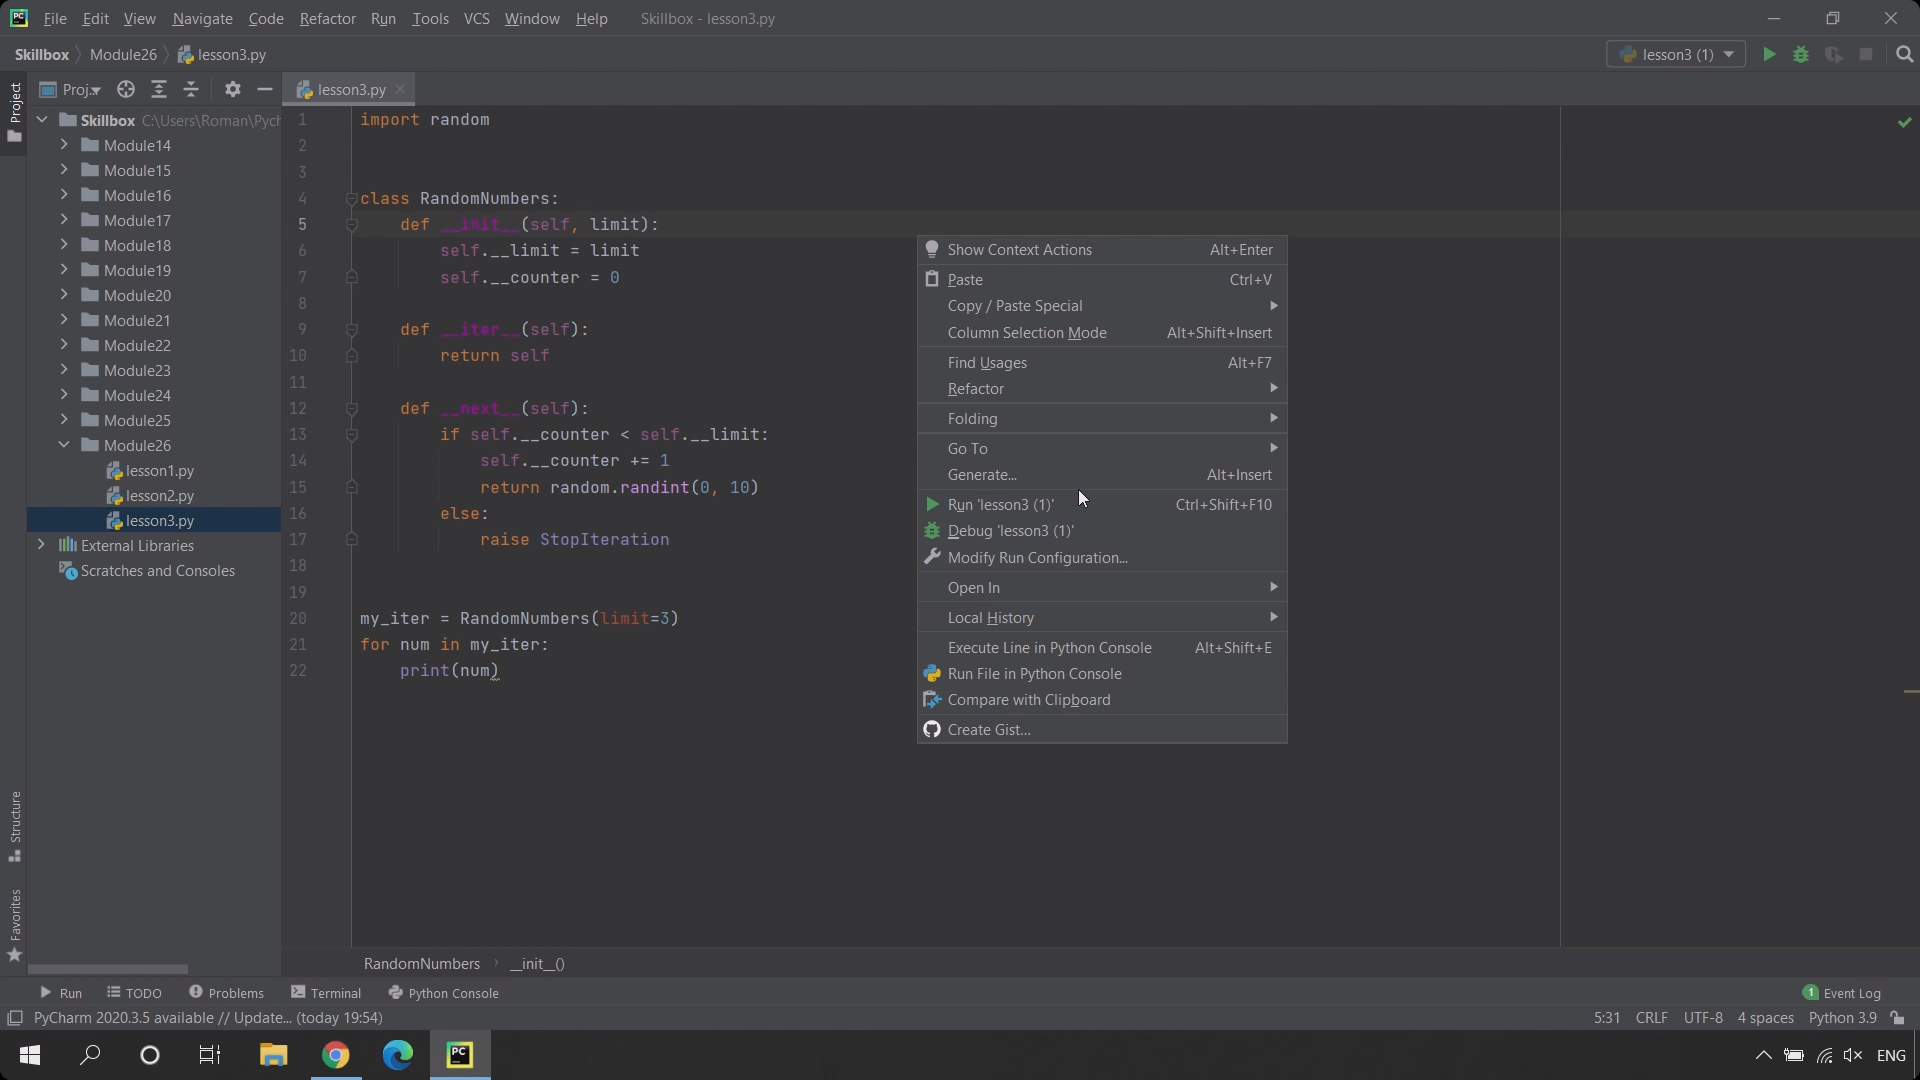 File Edit View Navigate Code Refactor Run Tools VCS Window Help Skillbox - lesson3.py
Skillbox Module26 lesson3.py lesson3 (1)
Project
Proj...
lesson3.py
Skillbox C:\Users\Roman\Pych
Module14
Module15
Module16
Module17
Module18
Module19
Module20
Module21
Module22
Module23
Module24
Module25
Module26
lesson1.py
lesson2.py
lesson3.py
External Libraries
Scratches and Consoles
Structure
Favorites
1 import random
2
3
4 class RandomNumbers:
5 def __init__(self, limit):
6 self.__limit = limit
7 self.__counter = 0
8
9 def __iter__(self):
10 return self
11
12 def __next__(self):
13 if self.__counter < self.__limit:
14 self.__counter += 1
15 return random.randint(0, 10)
16 else:
17 raise StopIteration
18
19
20 my_iter = RandomNumbers(limit=3)
21 for num in my_iter:
22 print(num)
Show Context Actions Alt+Enter
Paste Ctrl+V
Copy / Paste Special
Column Selection Mode Alt+Shift+Insert
Find Usages Alt+F7
Refactor
Folding
Go To
Generate... Alt+Insert
Run 'lesson3 (1)' Ctrl+Shift+F10
Debug 'lesson3 (1)'
Modify Run Configuration...
Open In
Local History
Execute Line in Python Console Alt+Shift+E
Run File in Python Console
Compare with Clipboard
Create Gist...
RandomNumbers __init__()
Run TODO Problems Terminal Python Console 1 Event Log
PyCharm 2020.3.5 available // Update... (today 19:54) 5:31 CRLF UTF-8 4 spaces Python 3.9
PC ENG